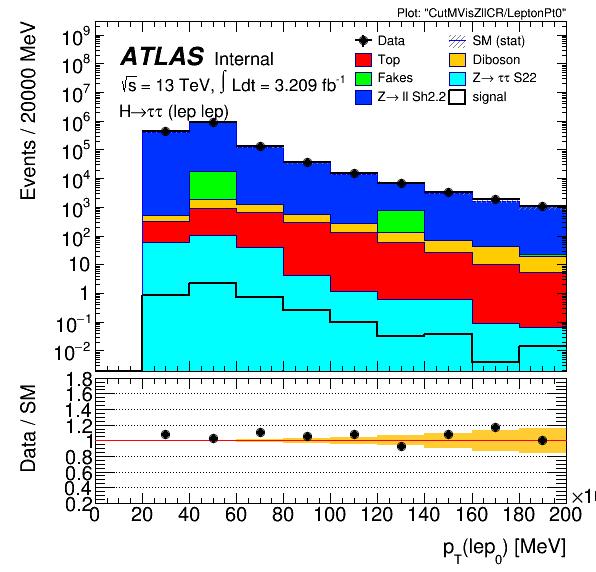 Plot: "CutMVisZllCR/LeptonPt0"
Events / 20000 MeV
10⁹
10⁸
10⁷
10⁶
10⁵
10⁴
10³
10²
10
1
10⁻¹
10⁻²
ATLAS Internal
√s = 13 TeV, ∫ Ldt = 3.209 fb⁻¹
H→ττ (lep lep)
Data
SM (stat)
Top
Diboson
Fakes
Z→ ττ S22
Z→ ll Sh2.2
signal
Data / SM
1.8
1.6
1.4
1.2
1
0.8
0.6
0.4
0.2
0 20 40 60 80 100 120 140 160 180 200
p_T(lep_0) [MeV]